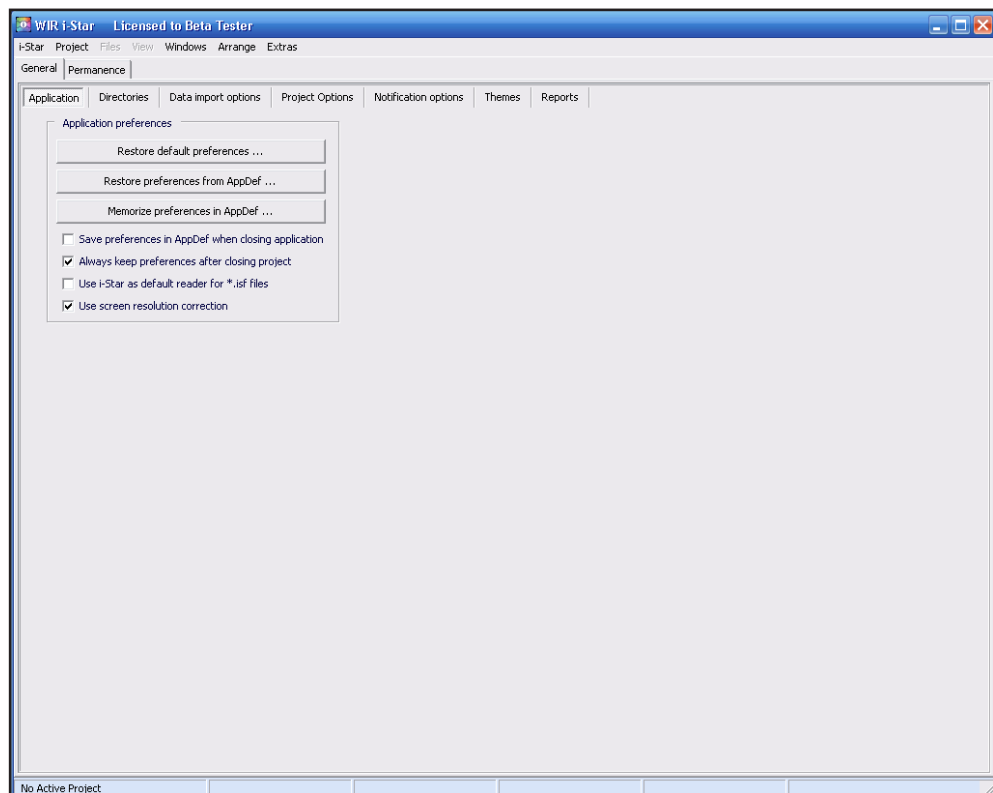 WIR i-Star Licensed to Beta Tester
i-Star Project Files View Windows Arrange Extras
General Permanence
Application Directories Data import options Project Options Notification options Themes Reports
Application preferences
Restore default preferences ...
Restore preferences from AppDef ...
Memorize preferences in AppDef ...
Save preferences in AppDef when closing application
Always keep preferences after closing project
Use i-Star as default reader for *.isf files
Use screen resolution correction
No Active Project